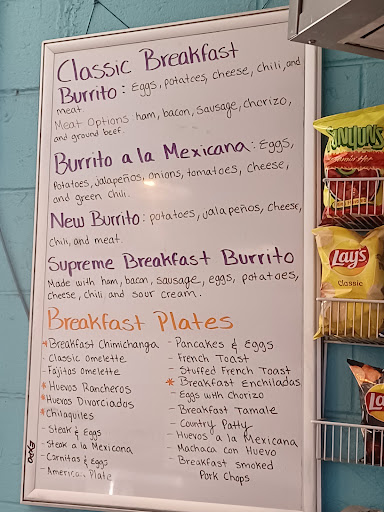 Classic Breakfast
Burrito: Eggs, potatoes, cheese, chili, and
meat.
Meat Options: ham, bacon, sausage, chorizo,
and ground beef.
Burrito a la Mexicana: Eggs,
Potatoes, jalapeños, onions, tomatoes, cheese,
and green chili.
New Burrito: potatoes, jalapeños, cheese,
chili, and meat.
Supreme Breakfast Burrito
Made with ham, bacon, sausage, eggs, potatoes,
cheese, chili and sour cream.
Breakfast Plates
* Breakfast Chimichanga
- Classic Omelette
- Fajitas Omelette
* Huevos Rancheros
* Huevos Divorciados
* Chilaquiles
- Steak & Eggs
- Steak a la Mexicana
- Carnitas & Eggs
- American Plate
- Pancakes & Eggs
- French Toast
- Stuffed French Toast
* Breakfast Enchiladas
- Eggs with Chorizo
- Breakfast Tamale
- Country Patty
- Huevos a la Mexicana
- Machaca con Huevo
- Breakfast smoked
Pork Chops
EXPO
FUNYUNS
Flamin' Hot
Lay's
Classic
La